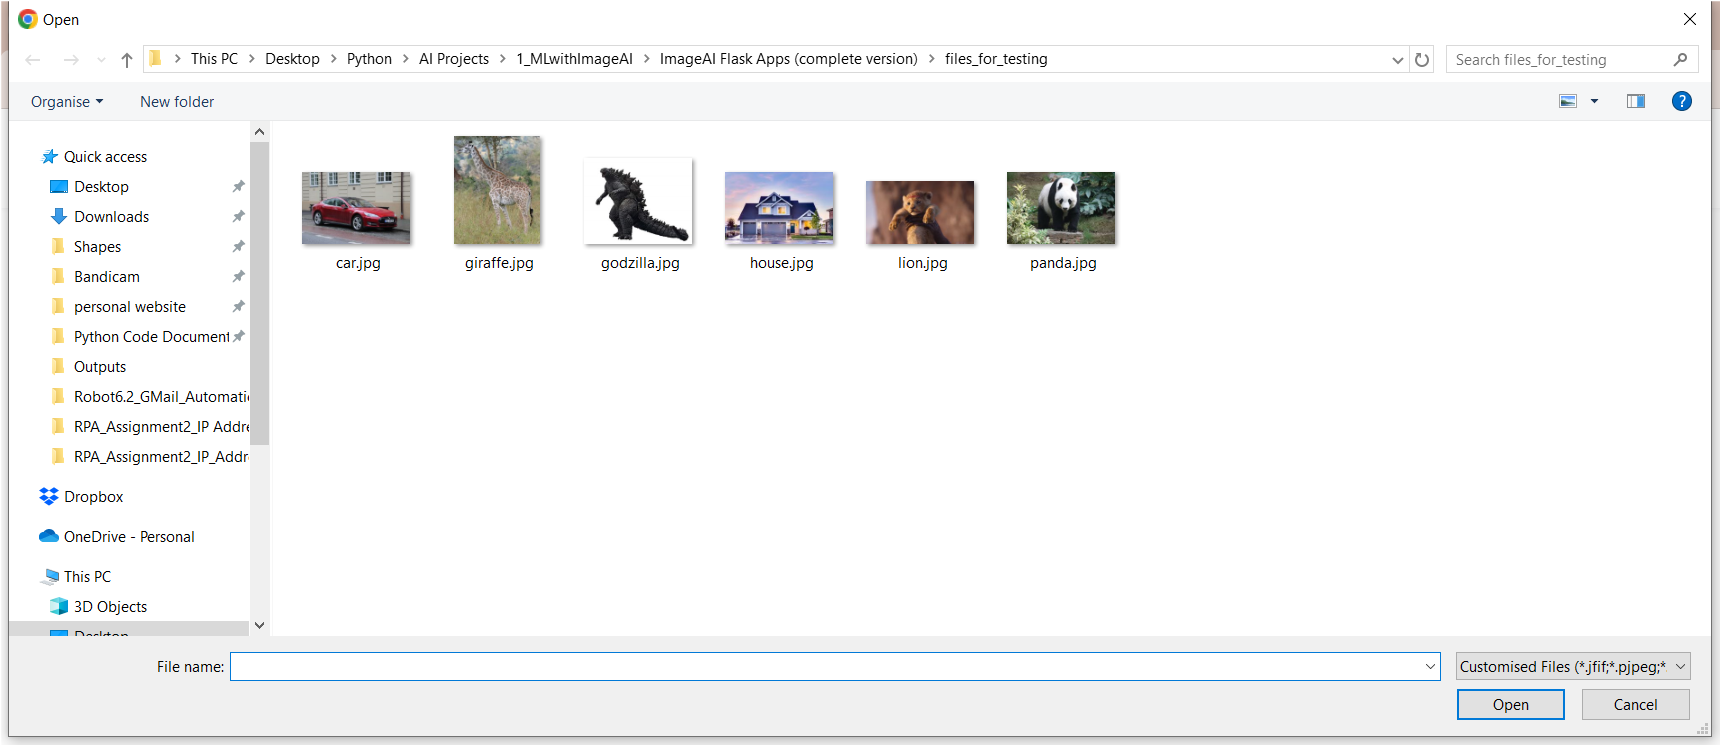 Open
This PC > Desktop > Python > AI Projects > 1_MLwithImageAI > ImageAI Flask Apps (complete version) > files_for_testing
Search files_for_testing
Organise
New folder
?
Quick access
Desktop
Downloads
Shapes
Bandicam
personal website
Python Code Document
Outputs
Robot6.2_GMail_Automati
RPA_Assignment2_IP Addre
RPA_Assignment2_IP_Addr
Dropbox
OneDrive - Personal
This PC
3D Objects
Desktop
car.jpg
giraffe.jpg
godzilla.jpg
house.jpg
lion.jpg
panda.jpg
File name:
Customised Files (*.jfif;*.pjpeg;*
Open
Cancel